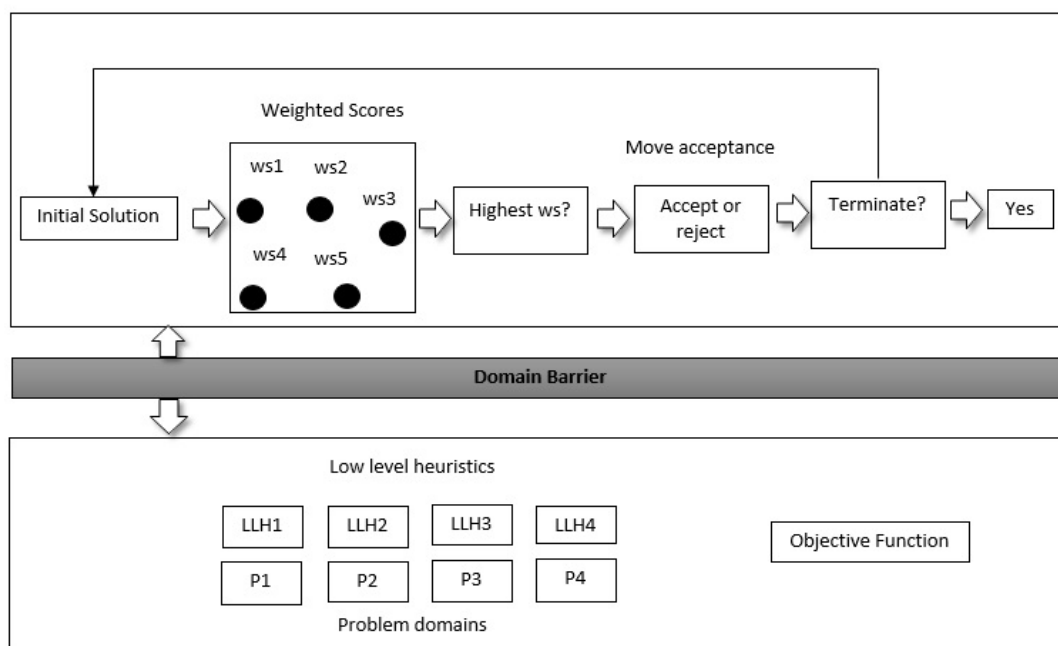 Weighted Scores
Move acceptance
ws1
ws2
ws3
Initial Solution
Highest ws?
Accept or
reject
Terminate?
Yes
ws4
ws5
Domain Barrier
Low level heuristics
LLH1
LLH2
LLH3
LLH4
Objective Function
P1
P2
P3
P4
Problem domains